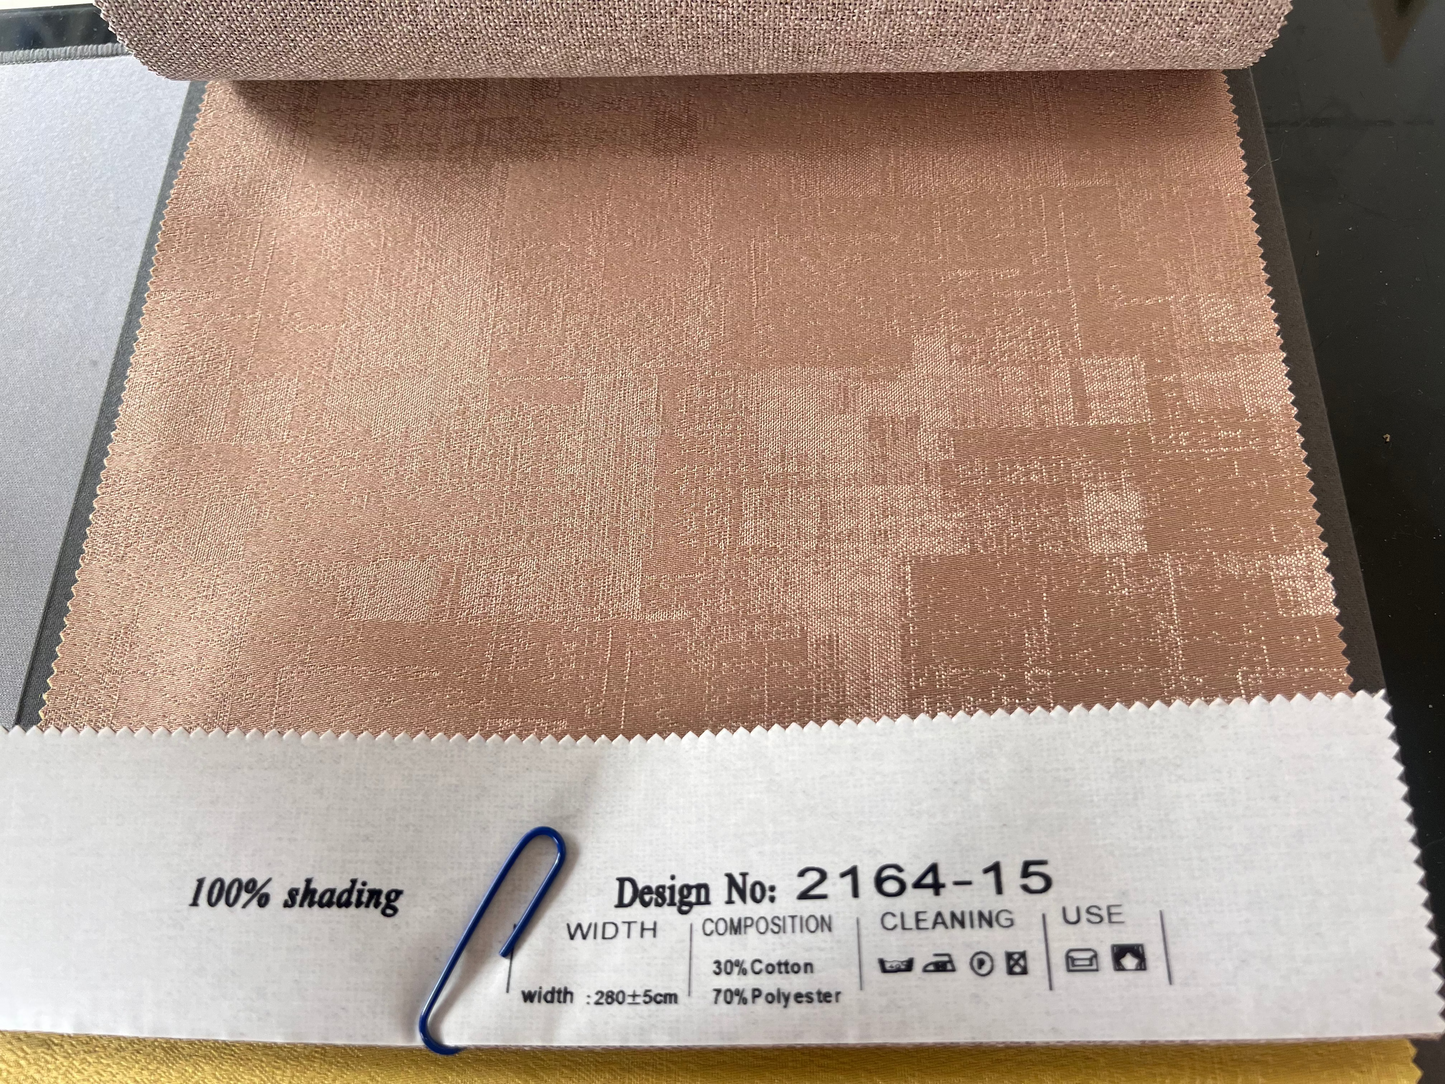 100% shading
Design No: 2164-15
WIDTH COMPOSITION CLEANING USE
30%Cotton
width :280±5cm 70%Polyester